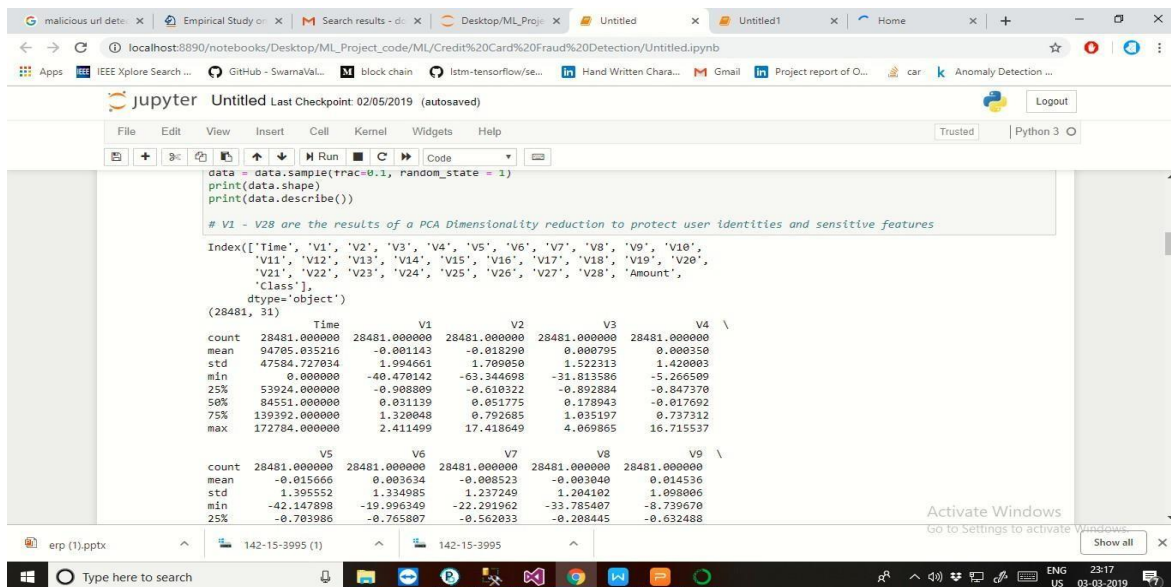 malicious url detec
Empirical Study o
Search results - do
Desktop/ML_Proje
Untitled
Untitled1
Home
localhost:8890/notebooks/Desktop/ML_Project_code/ML/Credit%20Card%20Fraud%20Detection/Untitled.ipynb
Apps IEEE IEEE Xplore Search ... GitHub - SwarnaVal... block chain lstm-tensorflow/se... Hand Written Chara... Gmail Project report of O... car Anomaly Detection ...
jupyter Untitled Last Checkpoint: 02/05/2019 (autosaved) Logout
File Edit View Insert Cell Kernel Widgets Help Trusted Python 3
Run Code
data = data.sample(frac=0.1, random_state = 1)
print(data.shape)
print(data.describe())
# V1 - V28 are the results of a PCA Dimensionality reduction to protect user identities and sensitive features
Index(['Time', 'V1', 'V2', 'V3', 'V4', 'V5', 'V6', 'V7', 'V8', 'V9', 'V10',
'V11', 'V12', 'V13', 'V14', 'V15', 'V16', 'V17', 'V18', 'V19', 'V20',
'V21', 'V22', 'V23', 'V24', 'V25', 'V26', 'V27', 'V28', 'Amount',
'Class'],
dtype='object')
(28481, 31)
Time V1 V2 V3 V4 \
count 28481.000000 28481.000000 28481.000000 28481.000000 28481.000000
mean 94705.035216 -0.001143 -0.018290 0.000795 0.000350
std 47584.727034 1.994661 1.709050 1.522313 1.420003
min 0.000000 -40.470142 -63.344698 -31.813586 -5.266509
25% 53924.000000 -0.908809 -0.610322 -0.892884 -0.847370
50% 84551.000000 0.031139 0.051775 0.178943 -0.017692
75% 139392.000000 1.320048 0.792685 1.035197 0.737312
max 172784.000000 2.411499 17.418649 4.069865 16.715537
V5 V6 V7 V8 V9 \
count 28481.000000 28481.000000 28481.000000 28481.000000 28481.000000
mean -0.015666 0.003634 -0.008523 -0.003040 0.014536
std 1.395552 1.334985 1.237249 1.204102 1.098006
min -42.147898 -19.996349 -22.291962 -33.785407 -8.739670
25% -0.703986 -0.765807 -0.562033 -0.208445 -0.632488
Activate Windows
Go to Settings to activate Windows.
erp (1).pptx 142-15-3995 (1) 142-15-3995 Show all
Type here to search ENG 23:17
US 03-03-2019